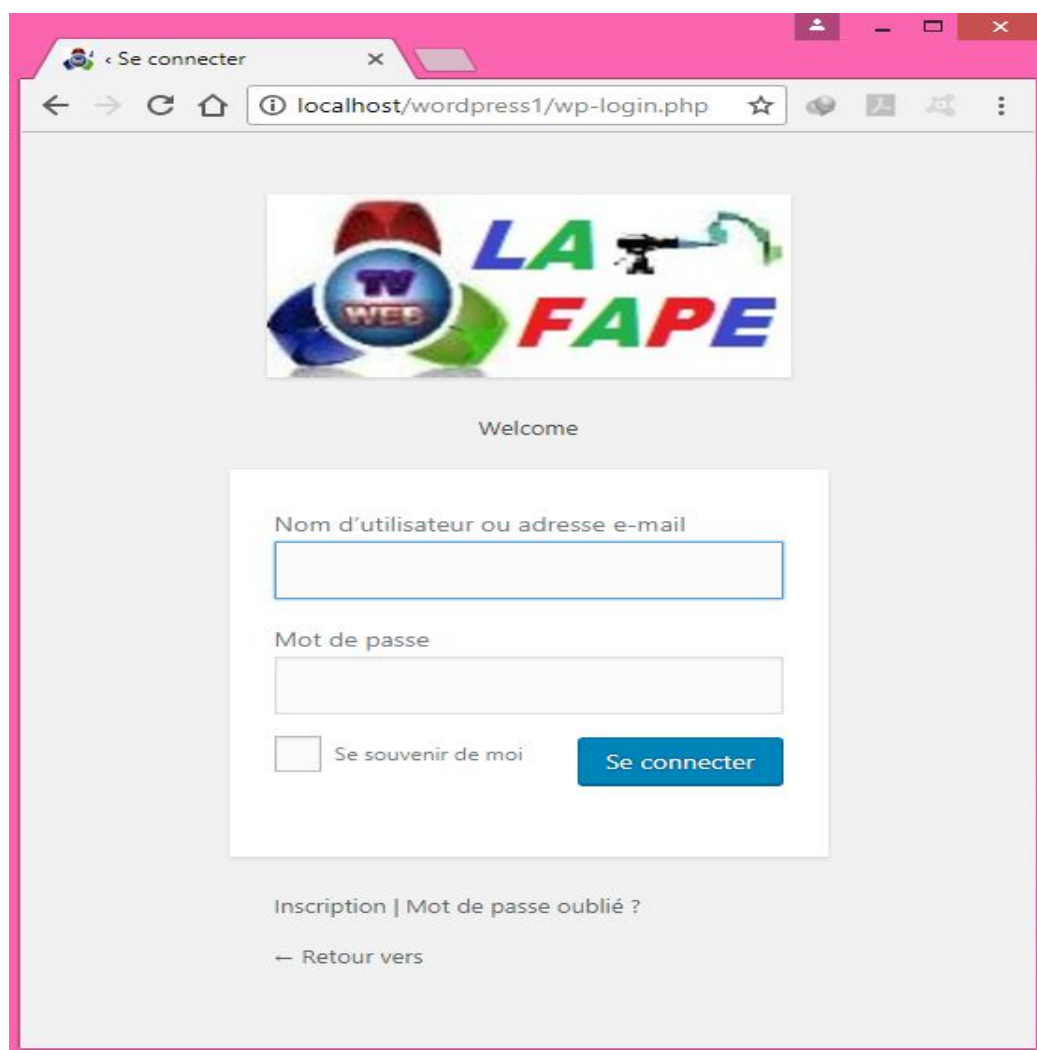 ‹ Se connecter
localhost/wordpress1/wp-login.php
TV
WEB
LA
FAPE
Welcome
Nom d’utilisateur ou adresse e-mail
Mot de passe
Se souvenir de moi
Se connecter
Inscription | Mot de passe oublié ?
← Retour vers